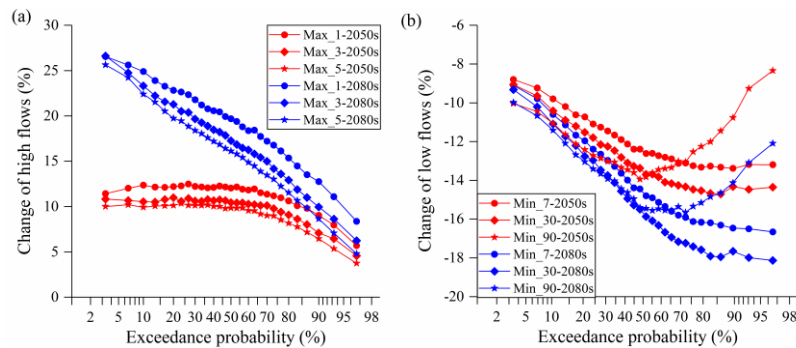 (a)
30
25
20
15
10
5
0
Change of high flows (%)
Max_1-2050s
Max_3-2050s
Max_5-2050s
Max_1-2080s
Max_3-2080s
Max_5-2080s
2 5 10 20 30 40 50 60 70 80 90 95 98
Exceedance probability (%)
(b)
-6
-8
-10
-12
-14
-16
-18
-20
Change of low flows (%)
Min_7-2050s
Min_30-2050s
Min_90-2050s
Min_7-2080s
Min_30-2080s
Min_90-2080s
2 5 10 20 30 40 50 60 70 80 90 95 98
Exceedance probability (%)